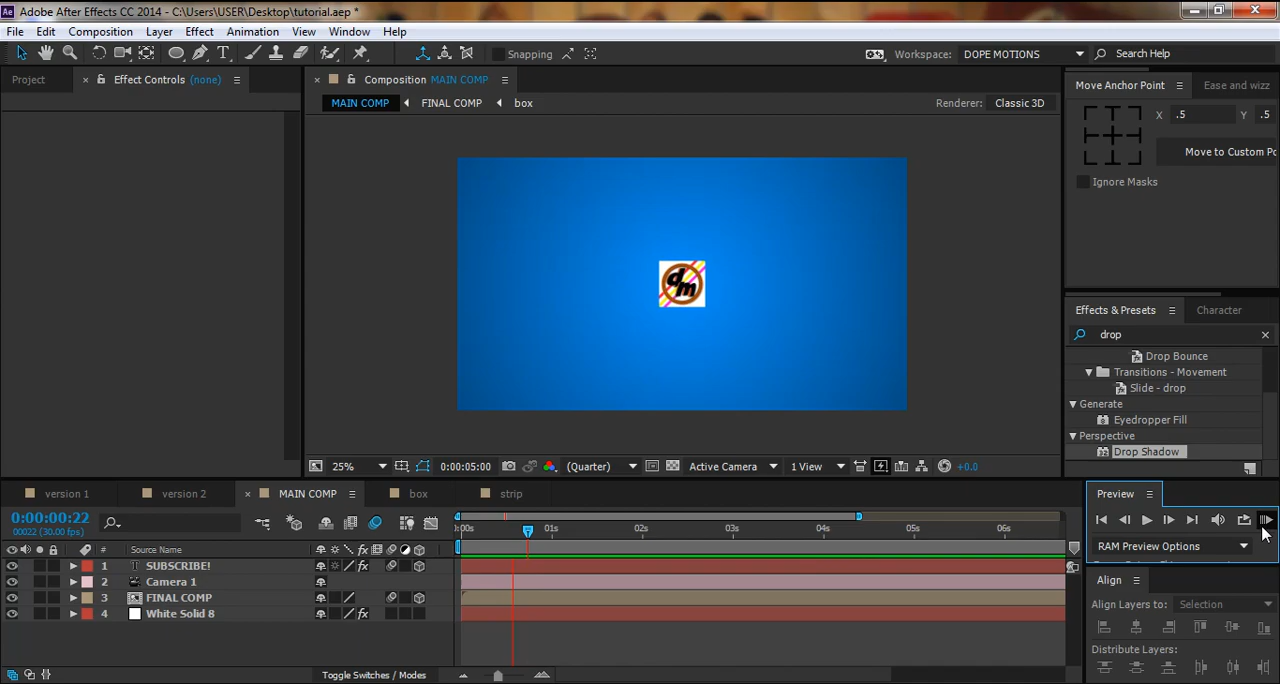 Adobe After Effects CC 2014 - C:\Users\USER\Desktop\tutorial.aep *
File Edit Composition Layer Effect Animation View Window Help
Snapping
Workspace: DOPE MOTIONS
Search Help
Project
Effect Controls (none)
Composition MAIN COMP
MAIN COMP FINAL COMP box
Renderer: Classic 3D
dm
25%
0:00:05:00
(Quarter)
Active Camera
1 View
+0.0
Move Anchor Point
Ease and wizz
X .5 Y .5
Move to Custom Po
Ignore Masks
Effects & Presets
Character
drop
Drop Bounce
Transitions - Movement
Slide - drop
Generate
Eyedropper Fill
Perspective
Drop Shadow
version 1
version 2
MAIN COMP
box
strip
0:00:00:22
00022 (30.00 fps)
# Source Name
1 T SUBSCRIBE!
2 Camera 1
3 FINAL COMP
4 White Solid 8
:00s 01s 02s 03s 04s 05s 06s
Toggle Switches / Modes
Preview
RAM Preview Options
Align
Align Layers to: Selection
Distribute Layers: